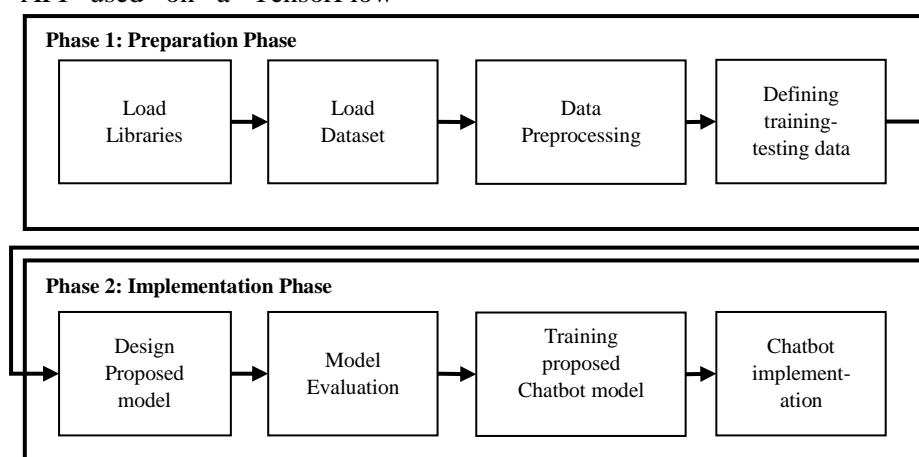 API used on a TensorFlow
Phase 1: Preparation Phase
Load
Libraries
Load
Dataset
Data
Preprocessing
Defining
training-
testing data
Phase 2: Implementation Phase
Design
Proposed
model
Model
Evaluation
Training
proposed
Chatbot model
Chatbot
implement-
ation